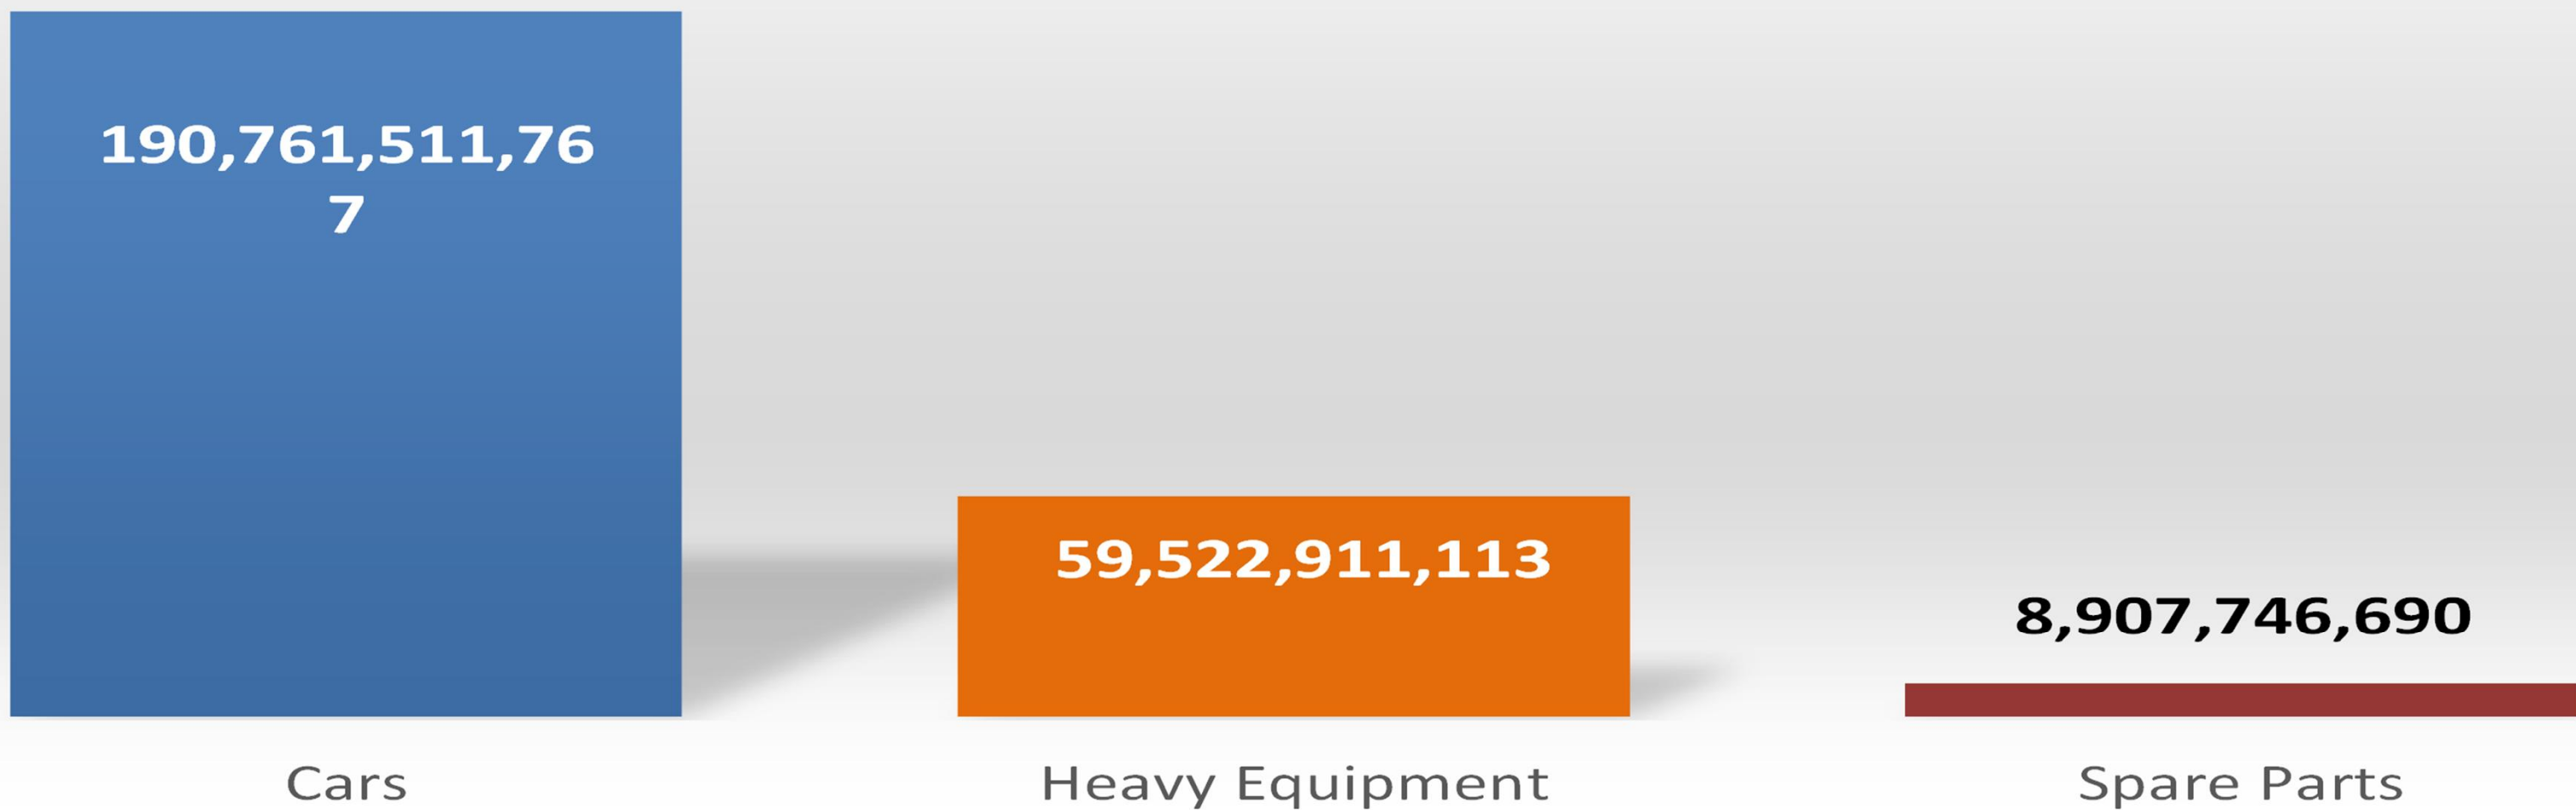 190,761,511,76
7
59,522,911,113
8,907,746,690
Cars
Heavy Equipment
Spare Parts